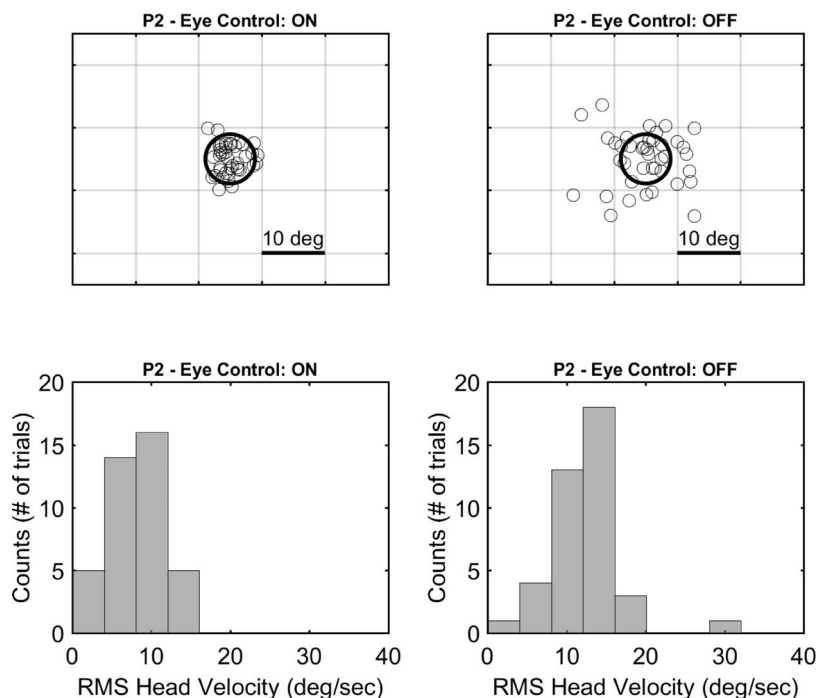 P2 - Eye Control: ON
P2 - Eye Control: OFF
10 deg
10 deg
P2 - Eye Control: ON
P2 - Eye Control: OFF
20
15
10
5
0
Counts (# of trials)
0 10 20 30 40
RMS Head Velocity (deg/sec)
20
15
10
5
0
Counts (# of trials)
0 10 20 30 40
RMS Head Velocity (deg/sec)